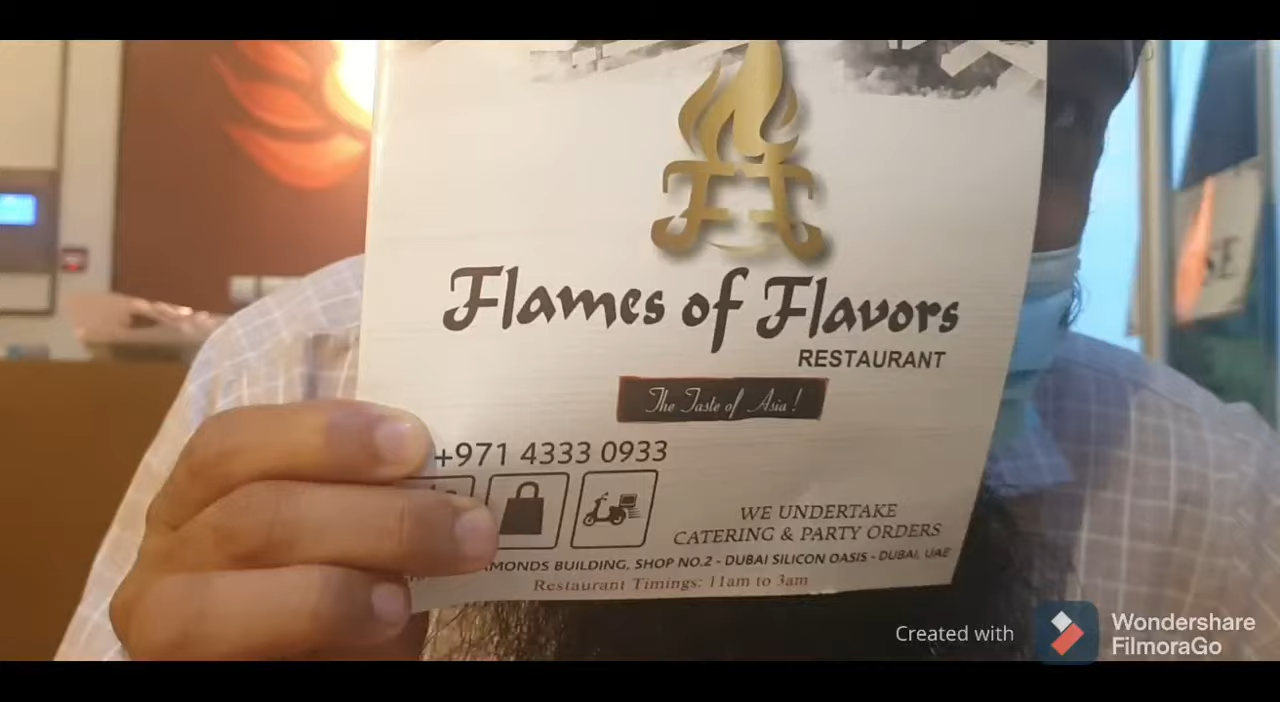 Flames of Flavors
RESTAURANT
The Taste of Asia!
+971 4333 0933
WE UNDERTAKE
CATERING & PARTY ORDERS
BUILDING, SHOP NO.2 - DUBAI SILICON OASIS - DUBAI, UAE
Restaurant Timings: 11am to 3am
Created with
Wondershare
FilmoraGo